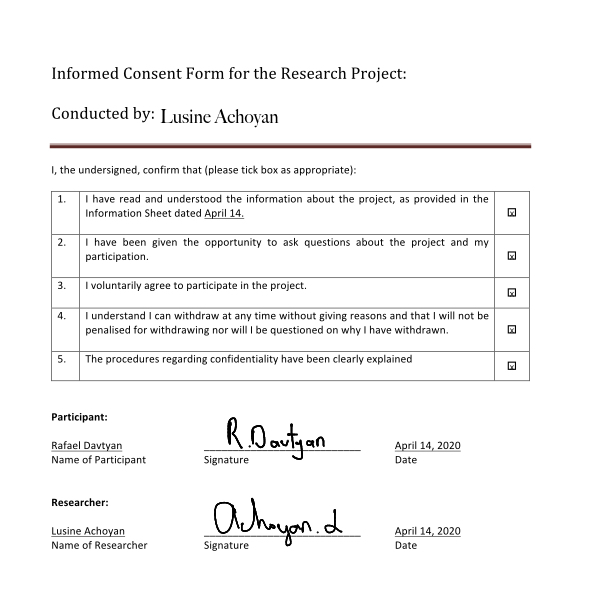 Informed Consent Form for the Research Project:
Conducted by: Lusine Achoyan
I, the undersigned, confirm that (please tick box as appropriate):
1. I have read and understood the information about the project, as provided in the
Information Sheet dated April 14.
2. I have been given the opportunity to ask questions about the project and my
participation.
3. I voluntarily agree to participate in the project.
4. I understand I can withdraw at any time without giving reasons and that I will not be
penalised for withdrawing nor will I be questioned on why I have withdrawn.
5. The procedures regarding confidentiality have been clearly explained
Participant:
R.Davtyan
Rafael Davtyan April 14, 2020
Name of Participant Signature Date
Researcher:
Achoyan.L
Lusine Achoyan April 14, 2020
Name of Researcher Signature Date